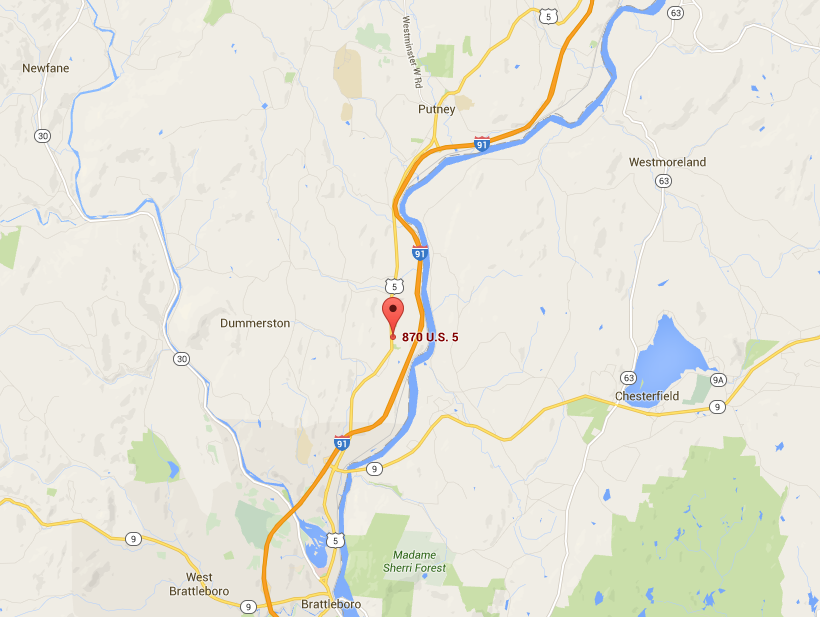 5
63
Westminster W Rd
Newfane
Putney
30
91
Westmoreland
63
91
5
Dummerston
870 U.S. 5
30
63
9A
Chesterfield
9
91
9
9
5
Madame
Sherri Forest
West
Brattleboro
9
Brattleboro